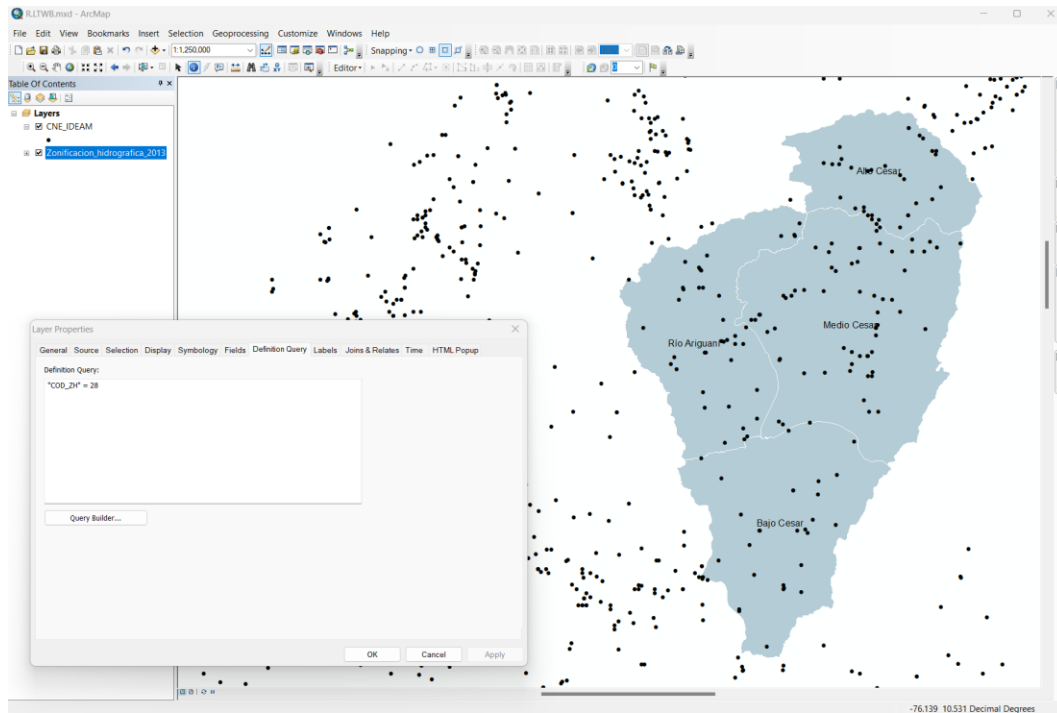 R.LTWB.mxd - ArcMap
File Edit View Bookmarks Insert Selection Geoprocessing Customize Windows Help
1:1,250,000
Snapping
Editor
Table Of Contents
Layers
CNE_IDEAM
Zonificacion_hidrografica_2013
Alto Cesar
Medio Cesar
Río Ariguaní
Bajo Cesar
Layer Properties
General Source Selection Display Symbology Fields Definition Query Labels Joins & Relates Time HTML Popup
Definition Query:
"COD_ZH" = 28
Query Builder...
OK Cancel Apply
-76.139 10.531 Decimal Degrees